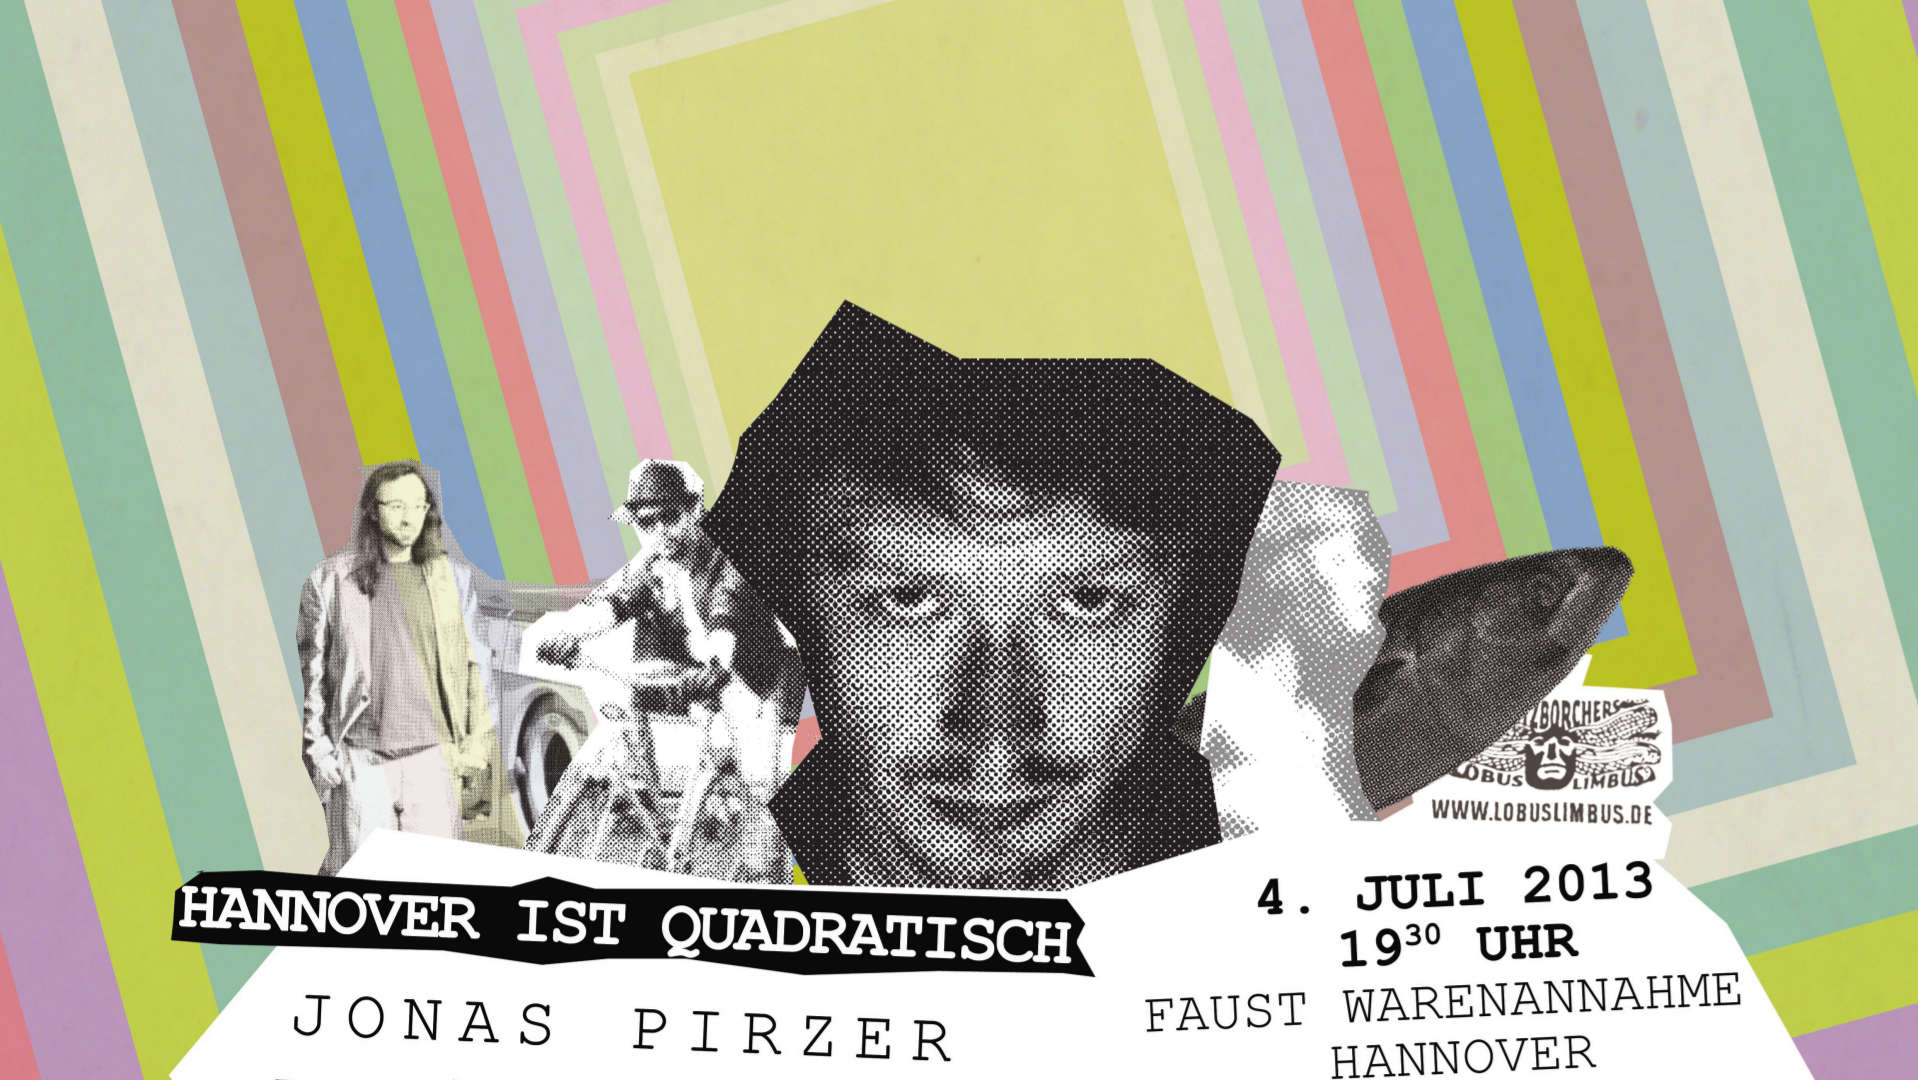 HANNOVER IST QUADRATISCH
JONAS PIRZER
LOBUS LIMBUS
WWW.LOBUSLIMBUS.DE
4. JULI 2013
19³⁰ UHR
FAUST WARENANNAHME
HANNOVER